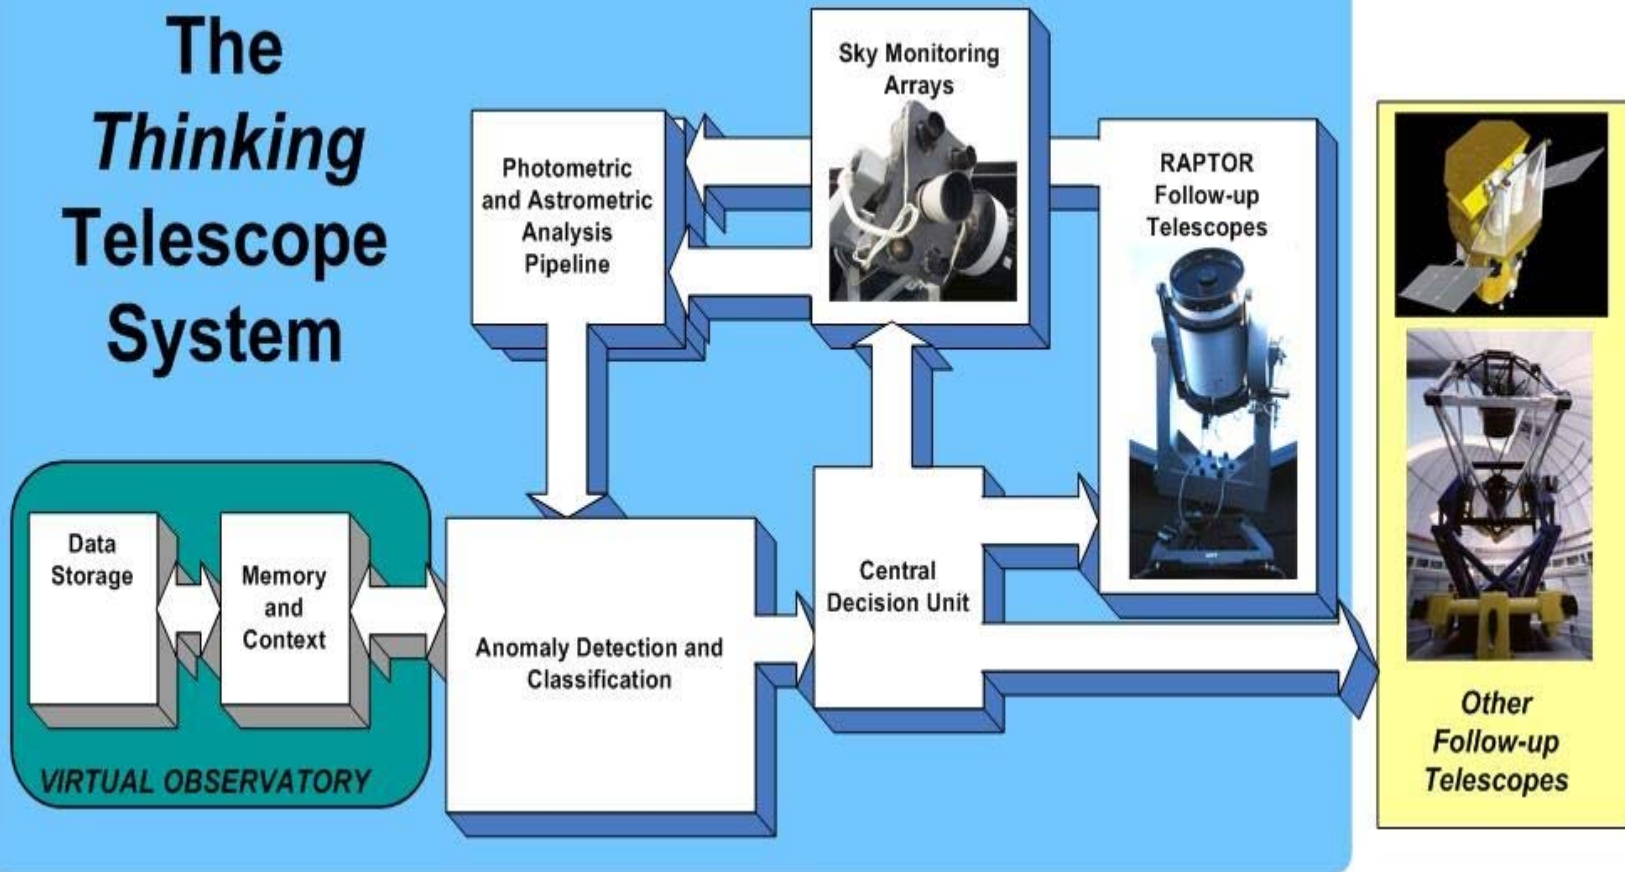 The
Thinking
Telescope
System
Sky Monitoring
Arrays
Photometric
and Astrometric
Analysis
Pipeline
RAPTOR
Follow-up
Telescopes
Data
Storage
Memory
and
Context
VIRTUAL OBSERVATORY
Anomaly Detection and
Classification
Central
Decision Unit
Other
Follow-up
Telescopes